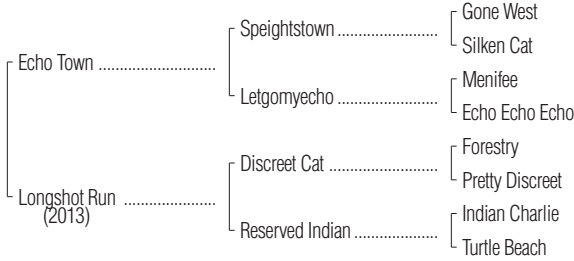 Gone West
Speightstown
Silken Cat
Echo Town
Menifee
Letgomyecho
Echo Echo Echo
Forestry
Discreet Cat
Pretty Discreet
Longshot Run
(2013)
Indian Charlie
Reserved Indian
Turtle Beach